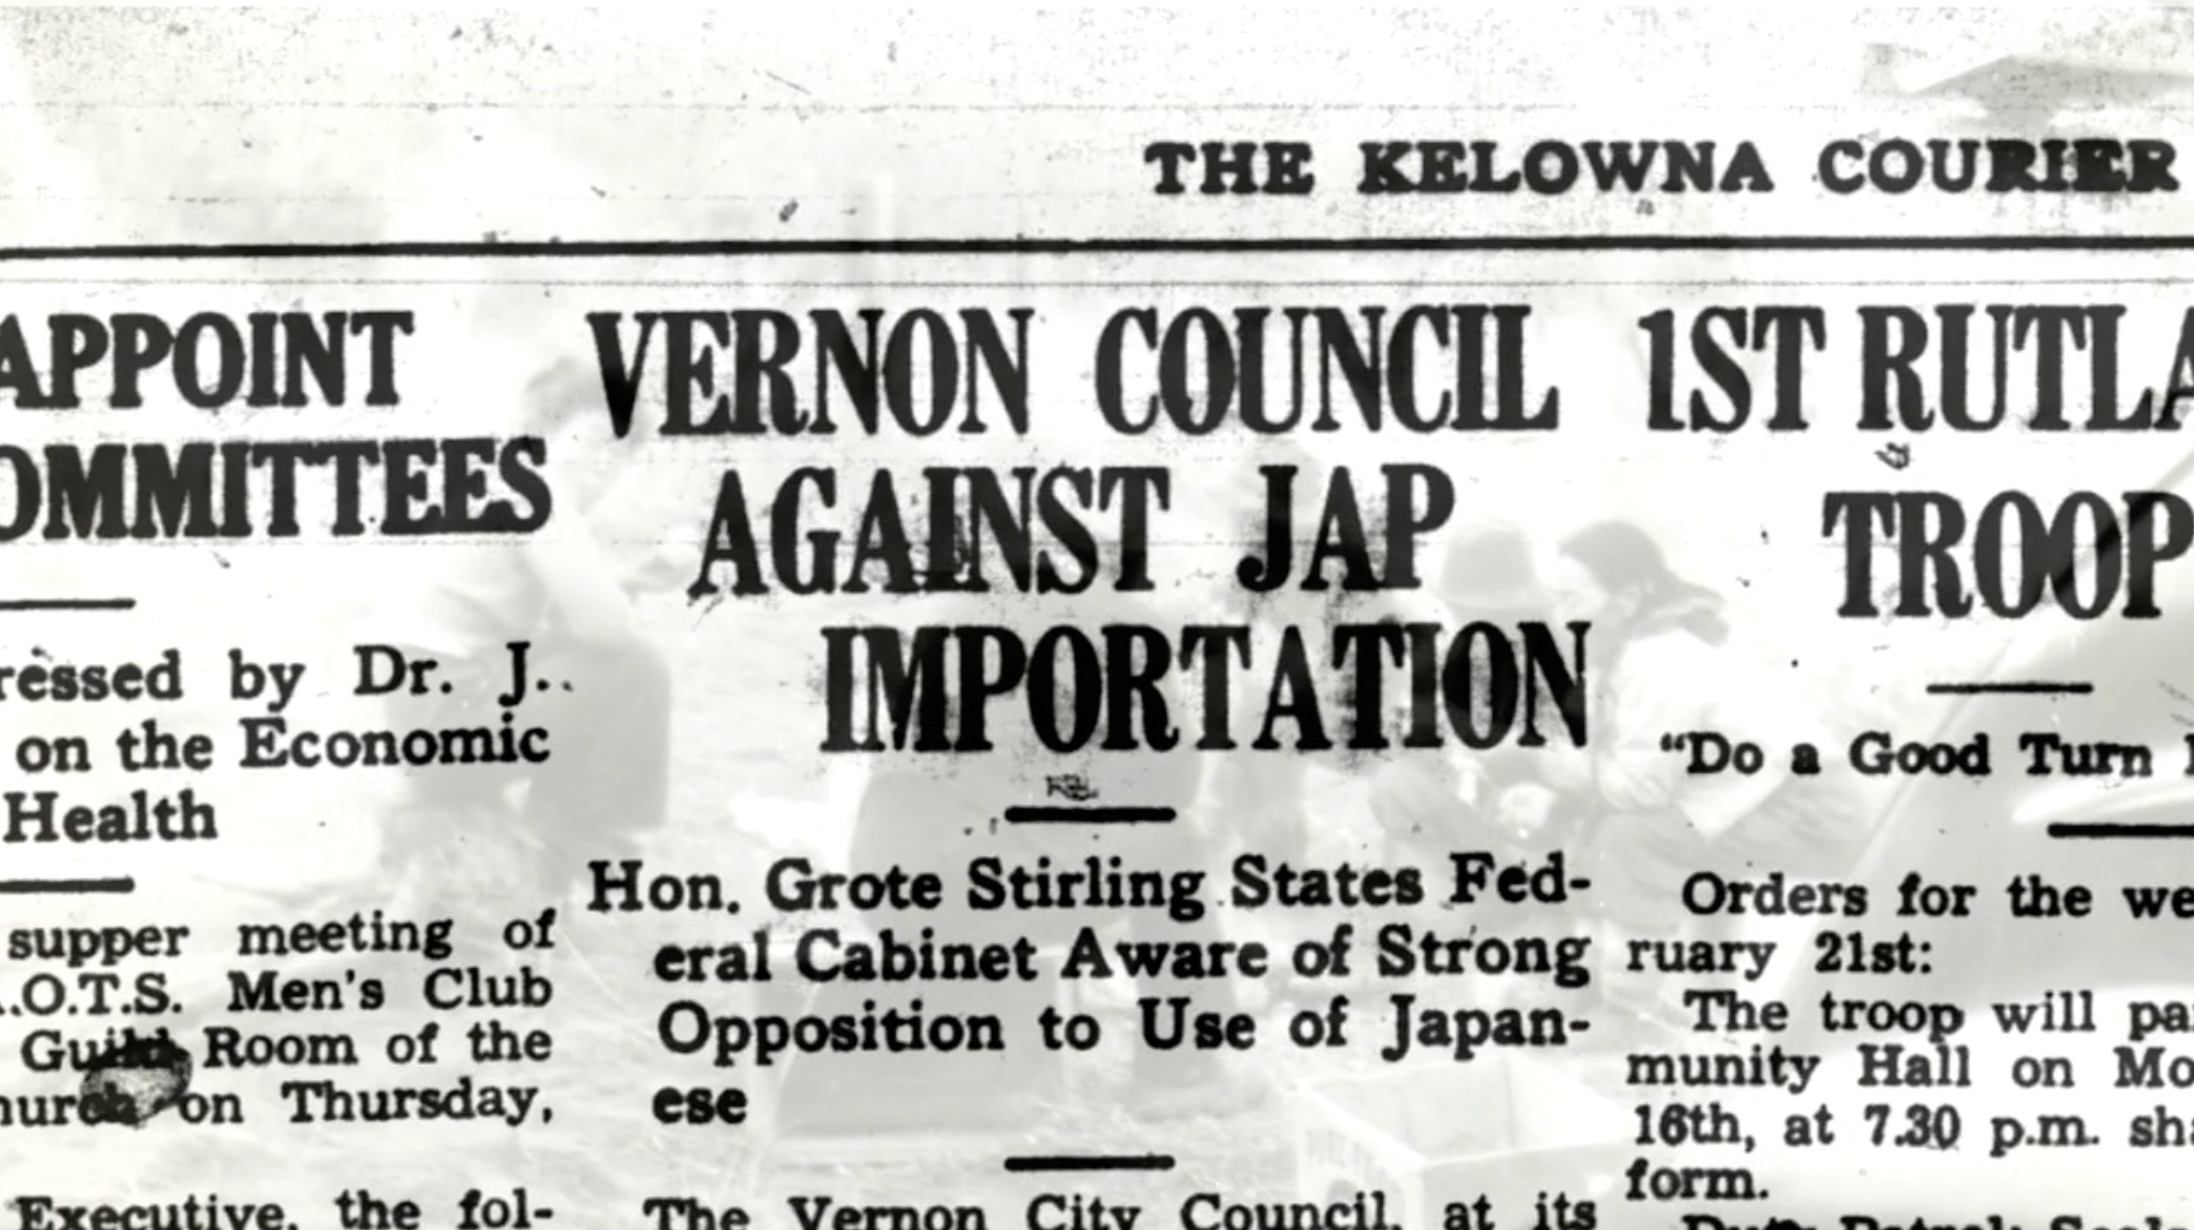 THE KELOWNA COURIER
APPOINT
OMMITTEES
ressed by Dr. J.
on the Economic
Health
supper meeting of
.O.T.S. Men's Club
Guild Room of the
hurch on Thursday,
Executive, the fol-
VERNON COUNCIL
AGAINST JAP
IMPORTATION
Hon. Grote Stirling States Fed-
eral Cabinet Aware of Strong
Opposition to Use of Japan-
ese
The Vernon City Council, at its
1ST RUTLA
TROOP
"Do a Good Turn
Orders for the we
ruary 21st:
The troop will pa
munity Hall on Mo
16th, at 7.30 p.m. sha
form.